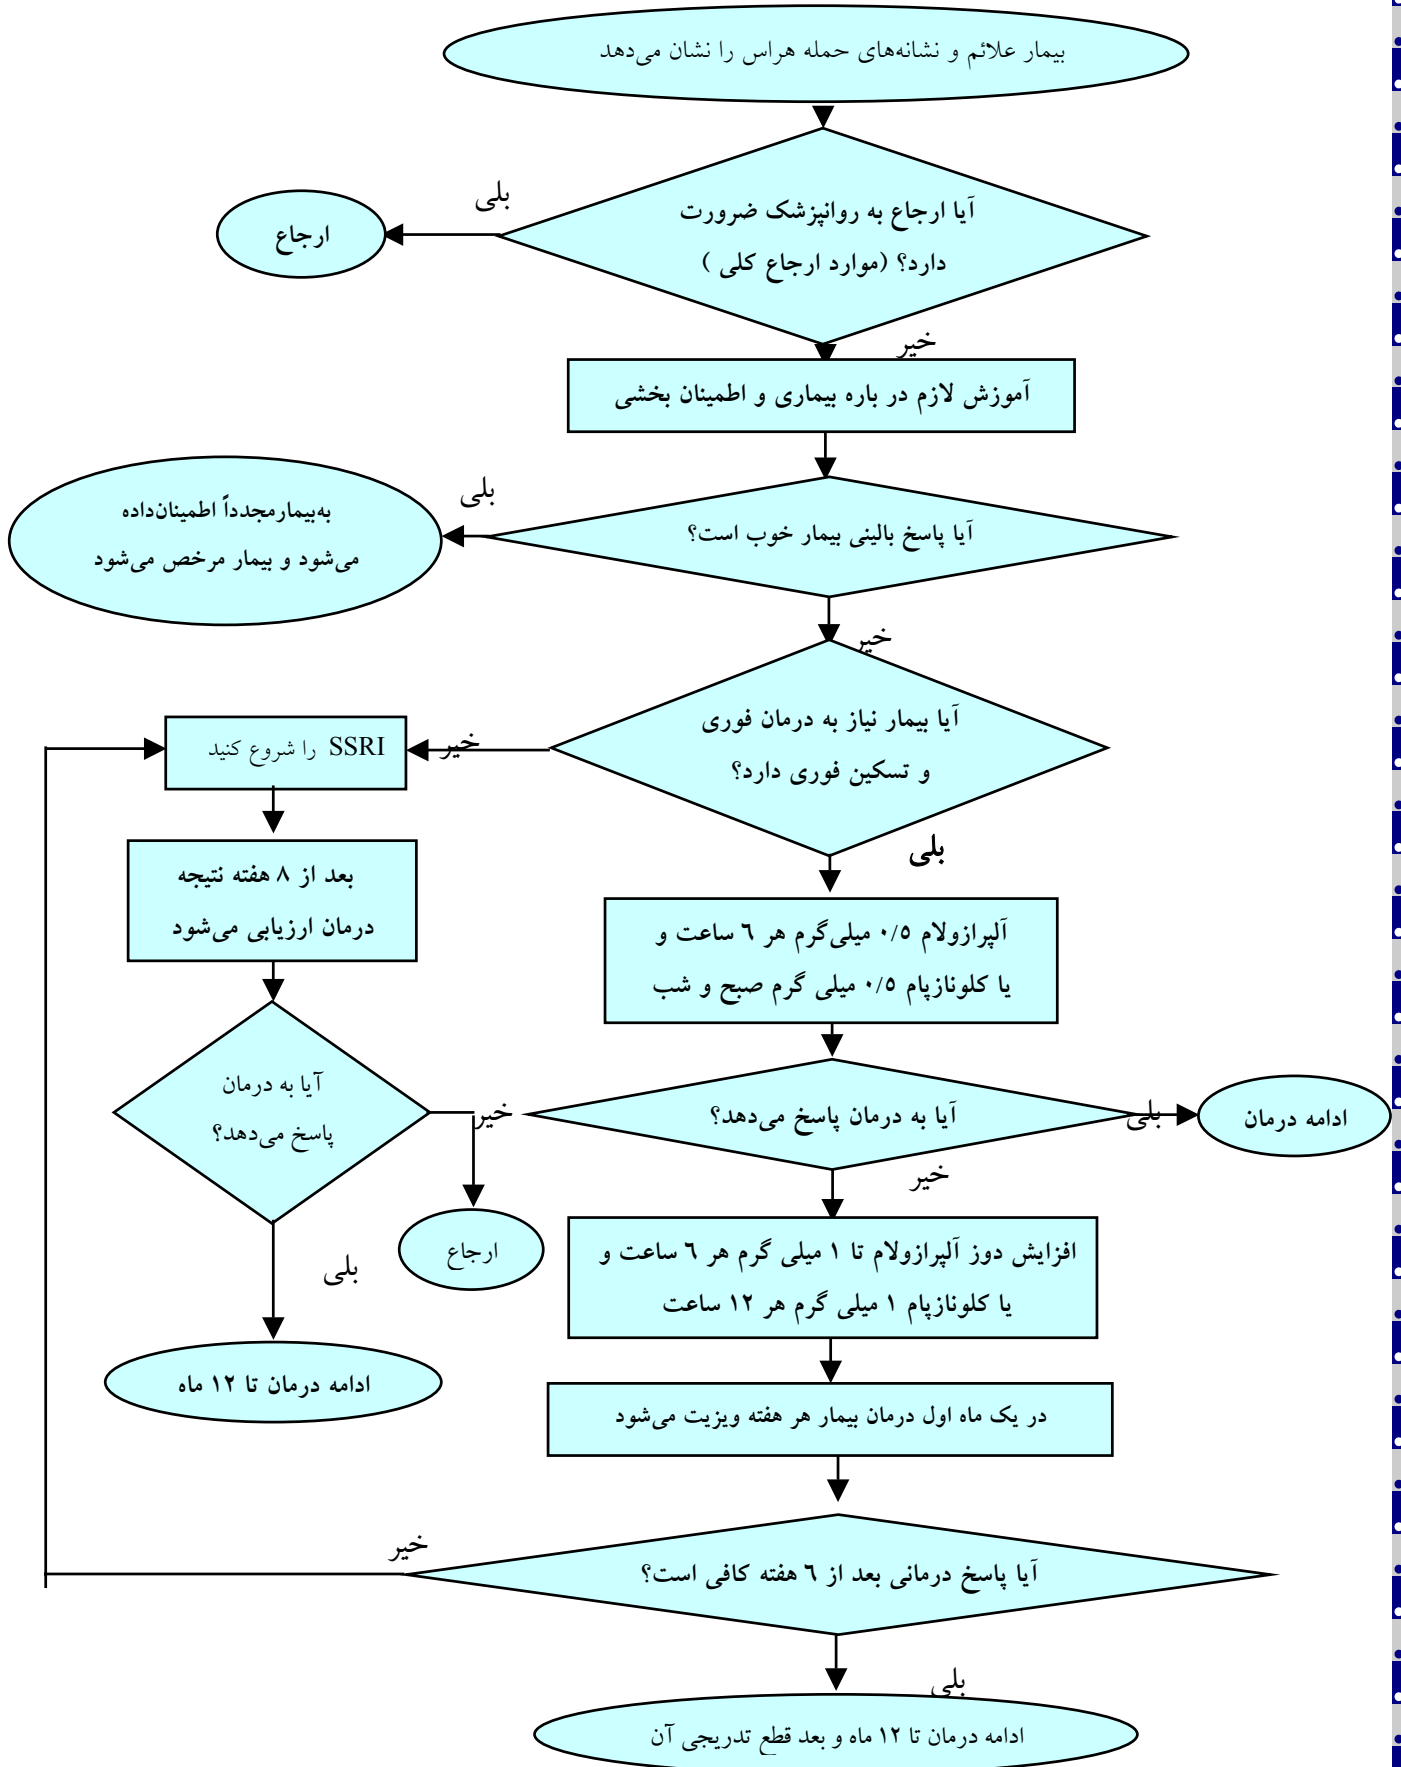 بیمار علائم و نشانه‌های حمله هراس را نشان می‌دهد
بلی
آیا ارجاع به روانپزشک ضرورت
دارد؟ (موارد ارجاع کلی )
ارجاع
خیر
آموزش لازم در باره بیماری و اطمینان بخشی
بلی
آیا پاسخ بالینی بیمار خوب است؟
به‌بیمارمجدداً اطمینان‌داده
می‌شود و بیمار مرخص می‌شود
خیر
آیا بیمار نیاز به درمان فوری
و تسکین فوری دارد؟
خیر
SSRI را شروع کنید
بلی
بعد از ۸ هفته نتیجه
درمان ارزیابی می‌شود
آلپرازولام ۰/۵ میلی‌گرم هر ٦ ساعت و
یا کلونازپام ۰/۵ میلی گرم صبح و شب
آیا به درمان
پاسخ می‌دهد؟
خیر
آیا به درمان پاسخ می‌دهد؟
بلی
ادامه درمان
خیر
ارجاع
بلی
افزایش دوز آلپرازولام تا ۱ میلی گرم هر ٦ ساعت و
یا کلونازپام ۱ میلی گرم هر ۱۲ ساعت
ادامه درمان تا ۱۲ ماه
در یک ماه اول درمان بیمار هر هفته ویزیت می‌شود
خیر
آیا پاسخ درمانی بعد از ٦ هفته کافی است؟
بلی
ادامه درمان تا ۱۲ ماه و بعد قطع تدریجی آن